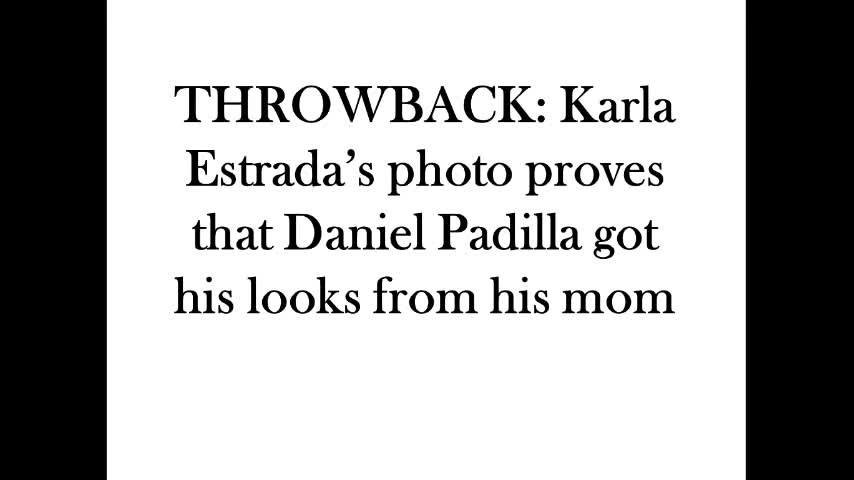 THROWBACK: Karla
Estrada’s photo proves
that Daniel Padilla got
his looks from his mom